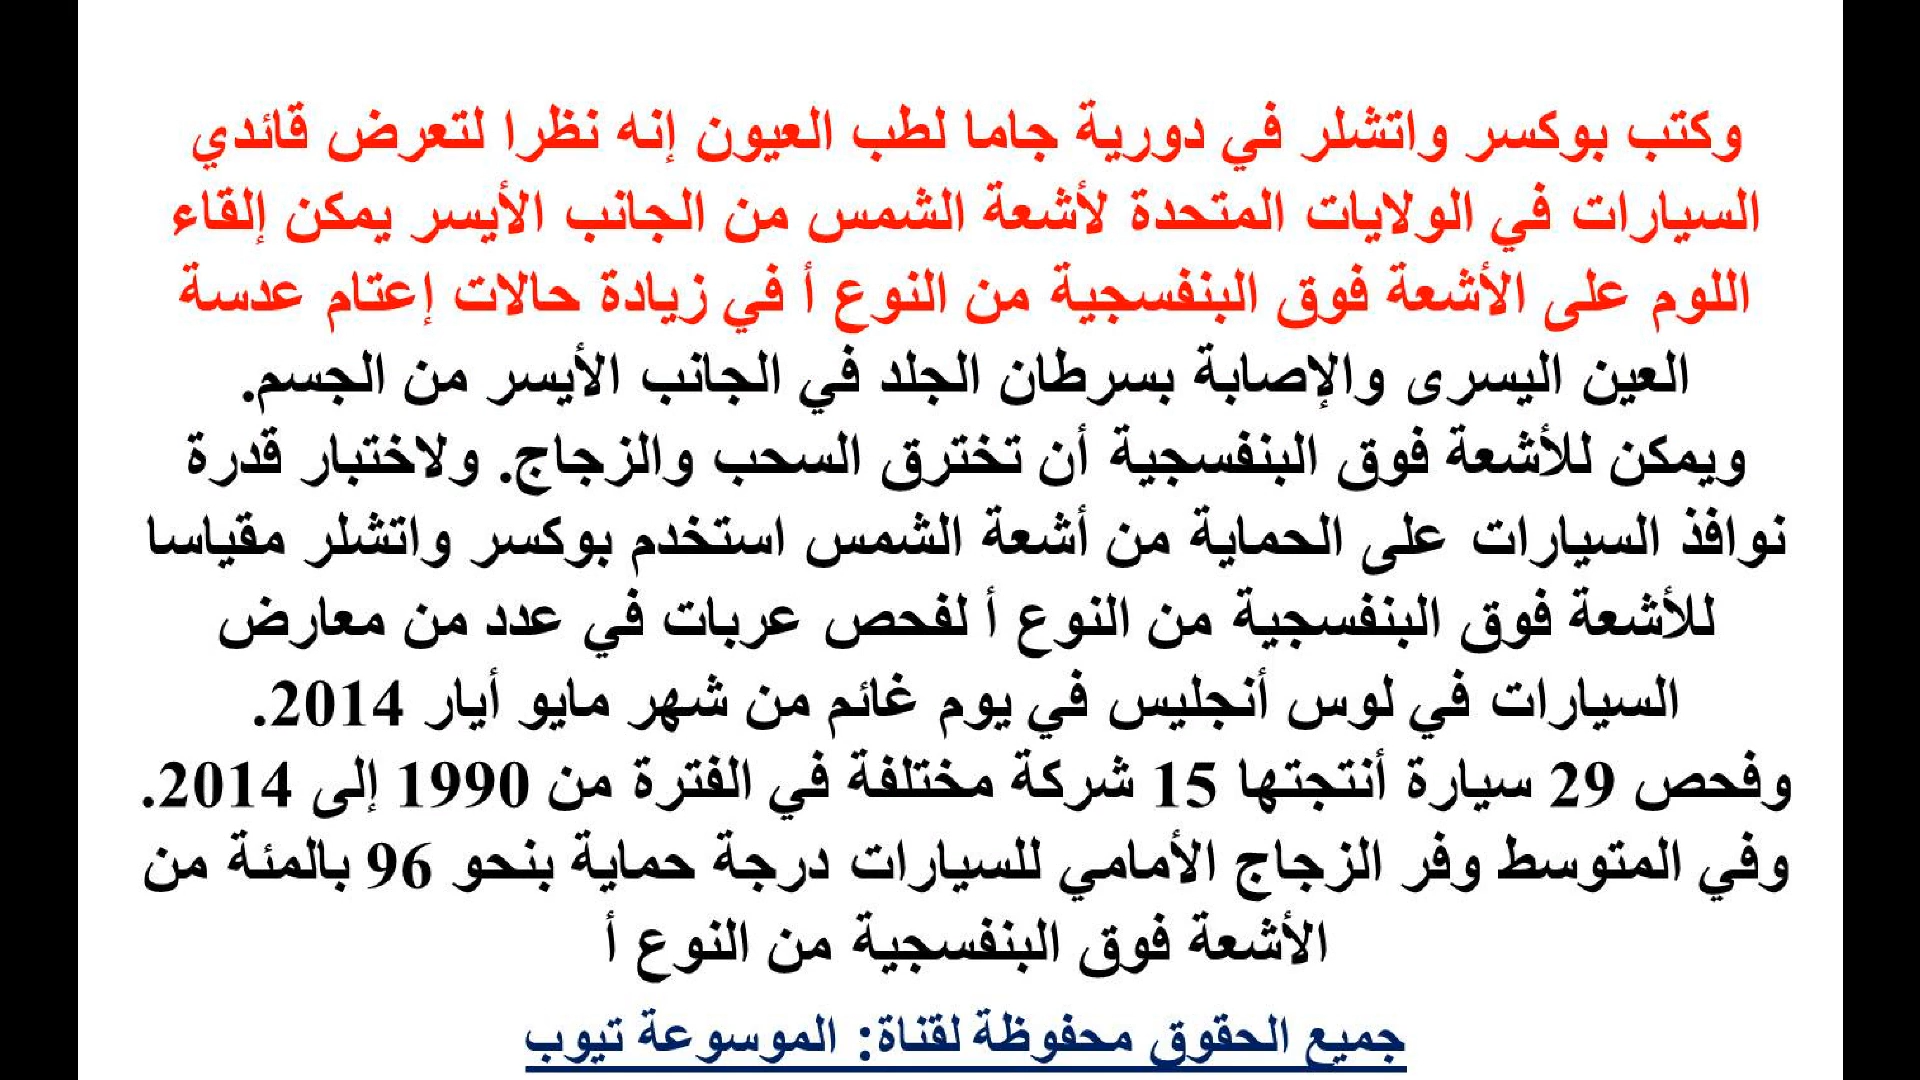 وكتب بوكسر واتشلر في دورية جاما لطب العيون إنه نظرا لتعرض قائدي
السيارات في الولايات المتحدة لأشعة الشمس من الجانب الأيسر يمكن إلقاء
اللوم على الأشعة فوق البنفسجية من النوع أ في زيادة حالات إعتام عدسة
العين اليسرى والإصابة بسرطان الجلد في الجانب الأيسر من الجسم.
ويمكن للأشعة فوق البنفسجية أن تخترق السحب والزجاج. ولاختبار قدرة
نوافذ السيارات على الحماية من أشعة الشمس استخدم بوكسر واتشلر مقياسا
للأشعة فوق البنفسجية من النوع أ لفحص عربات في عدد من معارض
السيارات في لوس أنجليس في يوم غائم من شهر مايو أيار 2014.
وفحص 29 سيارة أنتجتها 15 شركة مختلفة في الفترة من 1990 إلى 2014.
وفي المتوسط وفر الزجاج الأمامي للسيارات درجة حماية بنحو 96 بالمئة من
الأشعة فوق البنفسجية من النوع أ
جميع الحقوق محفوظة لقناة: الموسوعة تيوب